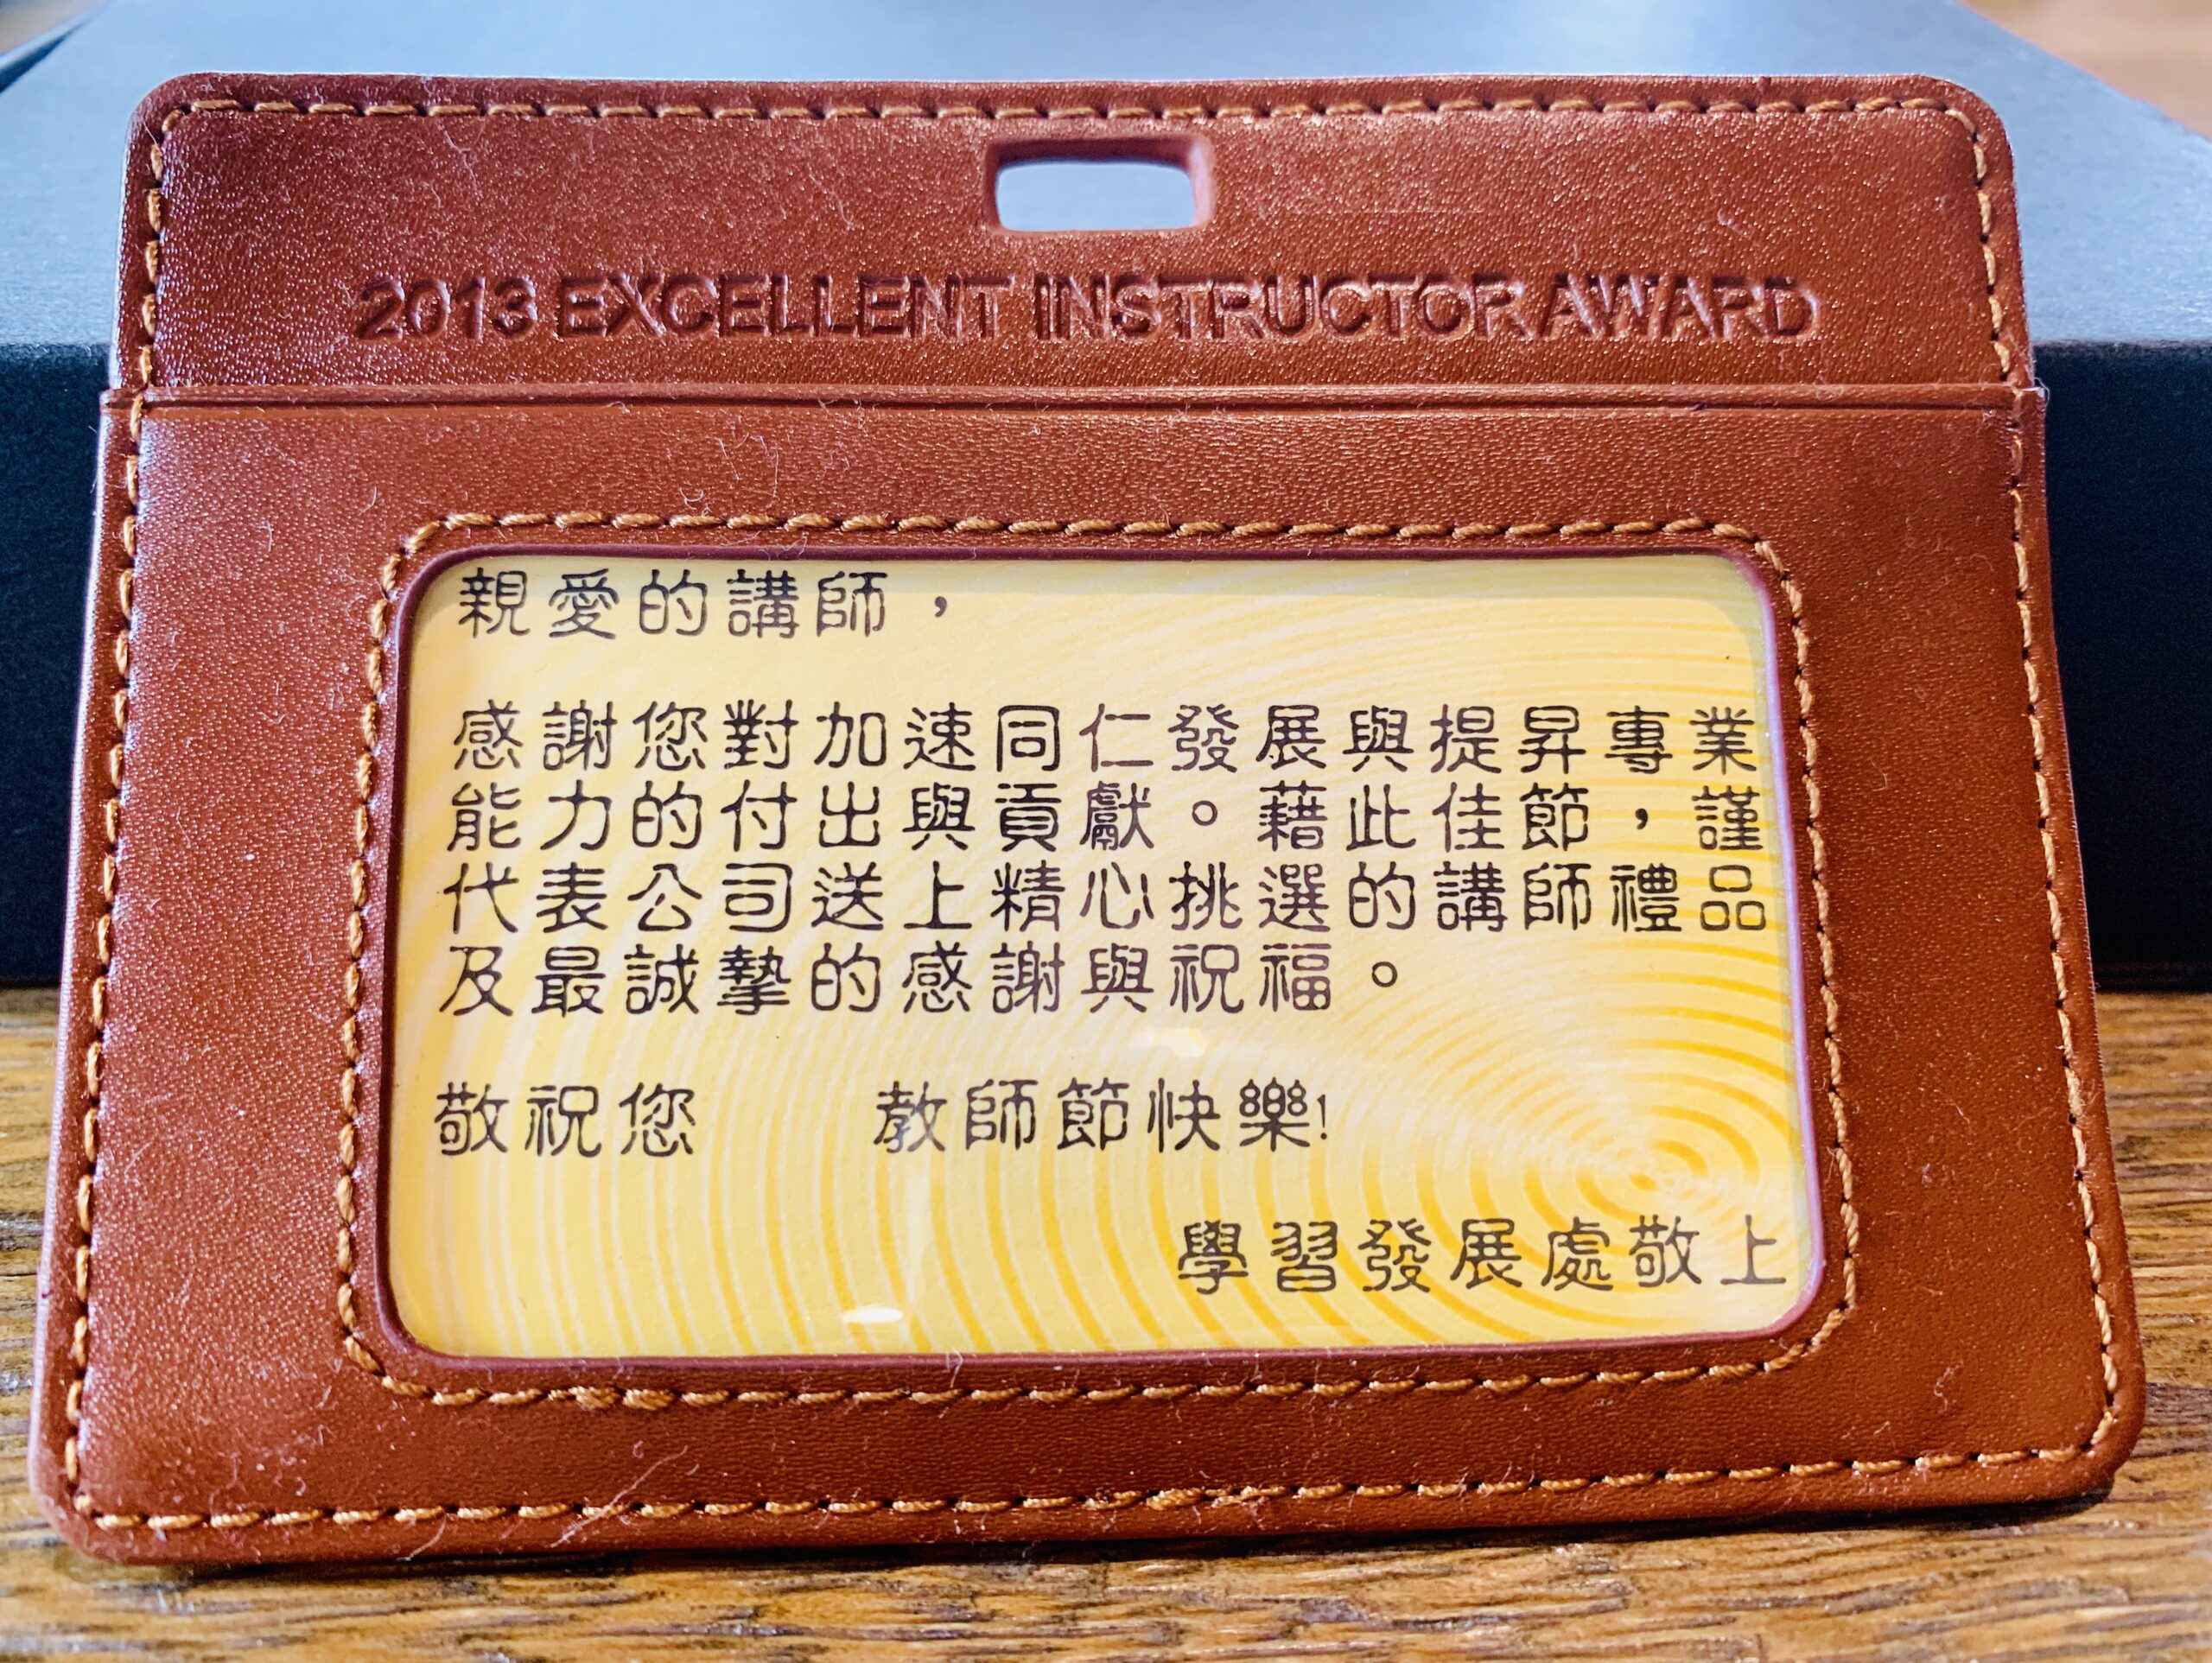 2013 EXCELLENT INSTRUCTOR AWARD
親愛的講師，
感謝您對加速同仁發展與提昇專業
能力的付出與貢獻。藉此佳節，謹
代表公司送上精心挑選的講師禮品
及最誠摯的感謝與祝福。
敬祝您　　教師節快樂!
學習發展處敬上